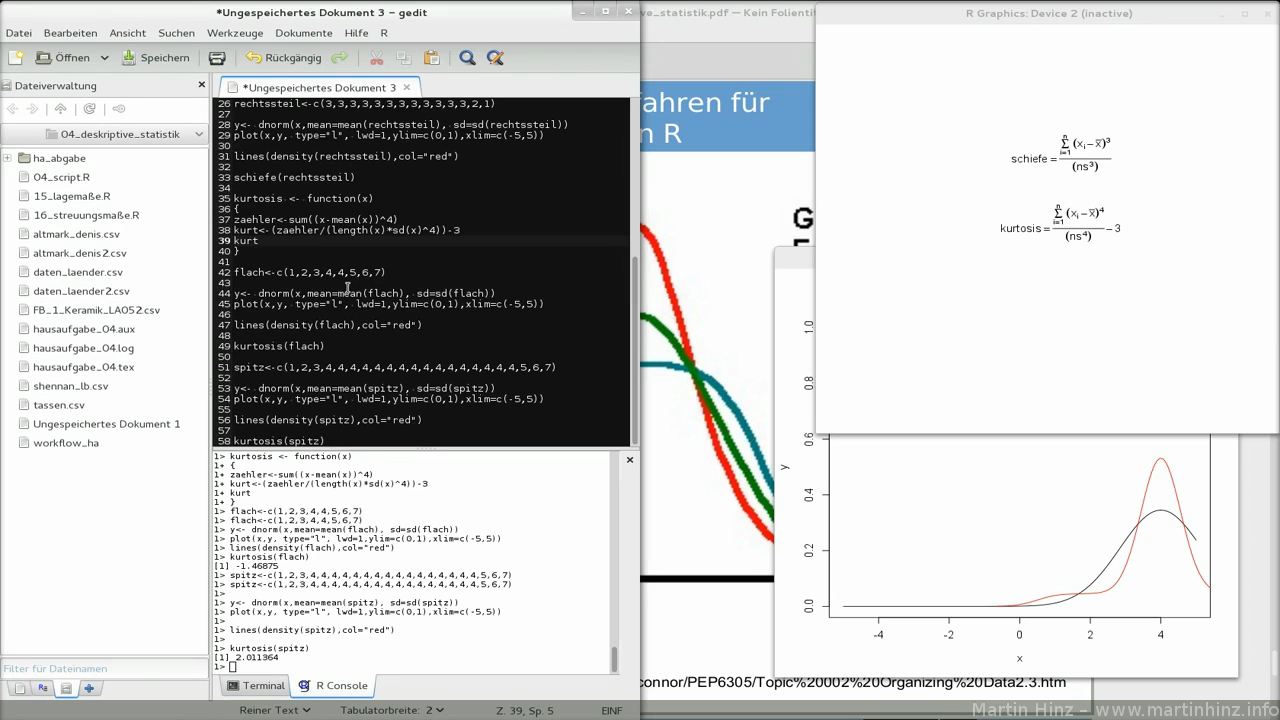 *Ungespeichertes Dokument 3 - gedit
Datei Bearbeiten Ansicht Suchen Werkzeuge Dokumente Hilfe R
Öffnen Speichern Rückgängig
Dateiverwaltung
04_deskriptive_statistik
ha_abgabe
04_script.R
15_lagemaße.R
16_streuungsmaße.R
altmark_denis.csv
altmark_denis2.csv
daten_laender.csv
daten_laender2.csv
FB_1_Keramik_LA052.csv
hausaufgabe_04.aux
hausaufgabe_04.log
hausaufgabe_04.tex
jeffries_lb.csv
shennan_lb.csv
tassen.csv
Ungespeichertes Dokument 1
workflow_ha
Filter für Dateinamen
*Ungespeichertes Dokument 3
26 rechtssteil<-c(3,3,3,3,3,3,3,3,3,3,3,3,2,1)
27
28 y<- dnorm(x,mean=mean(rechtssteil), sd=sd(rechtssteil))
29 plot(x,y, type="l", lwd=1,ylim=c(0,1),xlim=c(-5,5))
30
31 lines(density(rechtssteil),col="red")
32
33 schiefe(rechtssteil)
34
35 kurtosis <- function(x)
36 {
37 zaehler<-sum((x-mean(x))^4)
38 kurt<-(zaehler/(length(x)*sd(x)^4))-3
39 kurt
40 }
41
42 flach<-c(1,2,3,4,4,5,6,7)
43
44 y<- dnorm(x,mean=mean(flach), sd=sd(flach))
45 plot(x,y, type="l", lwd=1,ylim=c(0,1),xlim=c(-5,5))
46
47 lines(density(flach),col="red")
48
49 kurtosis(flach)
50
51 spitz<-c(1,2,3,4,4,4,4,4,4,4,4,4,4,4,4,4,4,4,4,5,6,7)
52
53 y<- dnorm(x,mean=mean(spitz), sd=sd(spitz))
54 plot(x,y, type="l", lwd=1,ylim=c(0,1),xlim=c(-5,5))
55
56 lines(density(spitz),col="red")
57
58 kurtosis(spitz)
1> kurtosis <- function(x)
1+ {
1+ zaehler<-sum((x-mean(x))^4)
1+ kurt<-(zaehler/(length(x)*sd(x)^4))-3
1+ kurt
1+ }
1> flach<-c(1,2,3,4,4,5,6,7)
1> flach<-c(1,2,3,4,4,5,6,7)
1> y<- dnorm(x,mean=mean(flach), sd=sd(flach))
1> plot(x,y, type="l", lwd=1,ylim=c(0,1),xlim=c(-5,5))
1> lines(density(flach),col="red")
1> kurtosis(flach)
[1] -1.46875
1> spitz<-c(1,2,3,4,4,4,4,4,4,4,4,4,4,4,4,4,4,4,4,5,6,7)
1> spitz<-c(1,2,3,4,4,4,4,4,4,4,4,4,4,4,4,4,4,4,4,5,6,7)
1>
1> y<- dnorm(x,mean=mean(spitz), sd=sd(spitz))
1> plot(x,y, type="l", lwd=1,ylim=c(0,1),xlim=c(-5,5))
1>
1> lines(density(spitz),col="red")
1>
1> kurtosis(spitz)
[1] 2.011364
1>
Terminal R Console
Reiner Text Tabulatorbreite: 2 Z. 39, Sp. 5 EINF
ve_statistik.pdf — Kein Folientit
ahren für
n R
R Graphics: Device 2 (inactive)
schiefe = n Σ i=1 (xi−x̅)³ / (ns³)
kurtosis = n Σ i=1 (xi−x̅)⁴ / (ns⁴) − 3
1.0
0.8
0.6
0.4
0.2
0.0
y
-4 -2 0 2 4
x
connor/PEP6305/Topic%20002%20Organizing%20Data2.3.htm
Martin Hinz - www.martinhinz.info